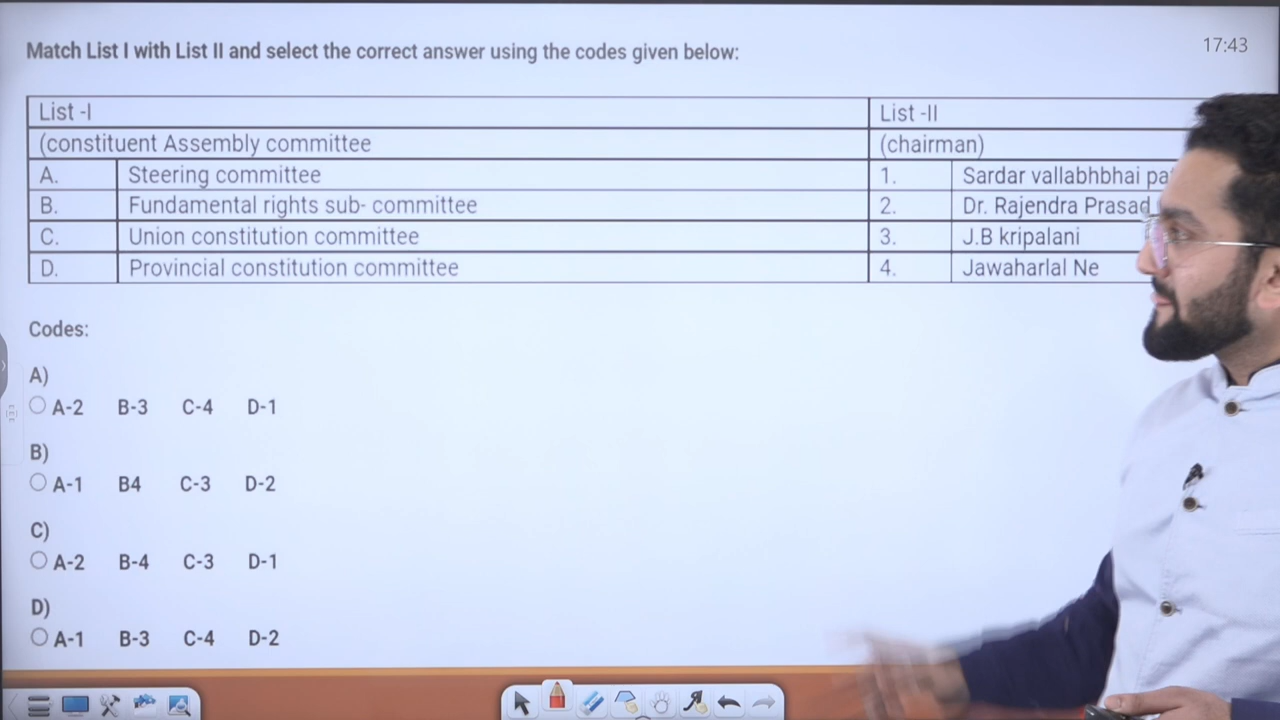 Match List I with List II and select the correct answer using the codes given below:
17:43
List -I List -II
(constituent Assembly committee (chairman)
A. Steering committee 1. Sardar vallabhbhai
B. Fundamental rights sub- committee 2. Dr. Rajendra Prasad
C. Union constitution committee 3. J.B kripalani
D. Provincial constitution committee 4. Jawaharlal Ne
Codes:
A)
A-2 B-3 C-4 D-1
B)
A-1 B4 C-3 D-2
C)
A-2 B-4 C-3 D-1
D)
A-1 B-3 C-4 D-2